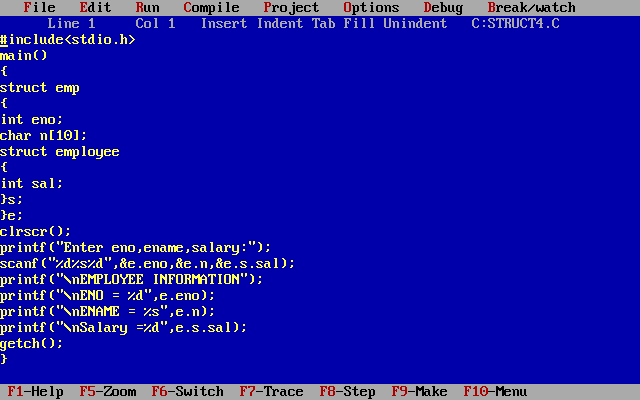 File Edit Run Compile Project Options Debug Break/watch
Line 1 Col 1 Insert Indent Tab Fill Unindent C:STRUCT4.C
#include<stdio.h>
main()
{
struct emp
{
int eno;
char n[10];
struct employee
{
int sal;
}s;
}e;
clrscr();
printf("Enter eno,ename,salary:");
scanf("%d%s%d",&e.eno,&e.n,&e.s.sal);
printf("\nEMPLOYEE INFORMATION");
printf("\nENO = %d",e.eno);
printf("\nENAME = %s",e.n);
printf("\nSalary =%d",e.s.sal);
getch();
}
F1-Help F5-Zoom F6-Switch F7-Trace F8-Step F9-Make F10-Menu